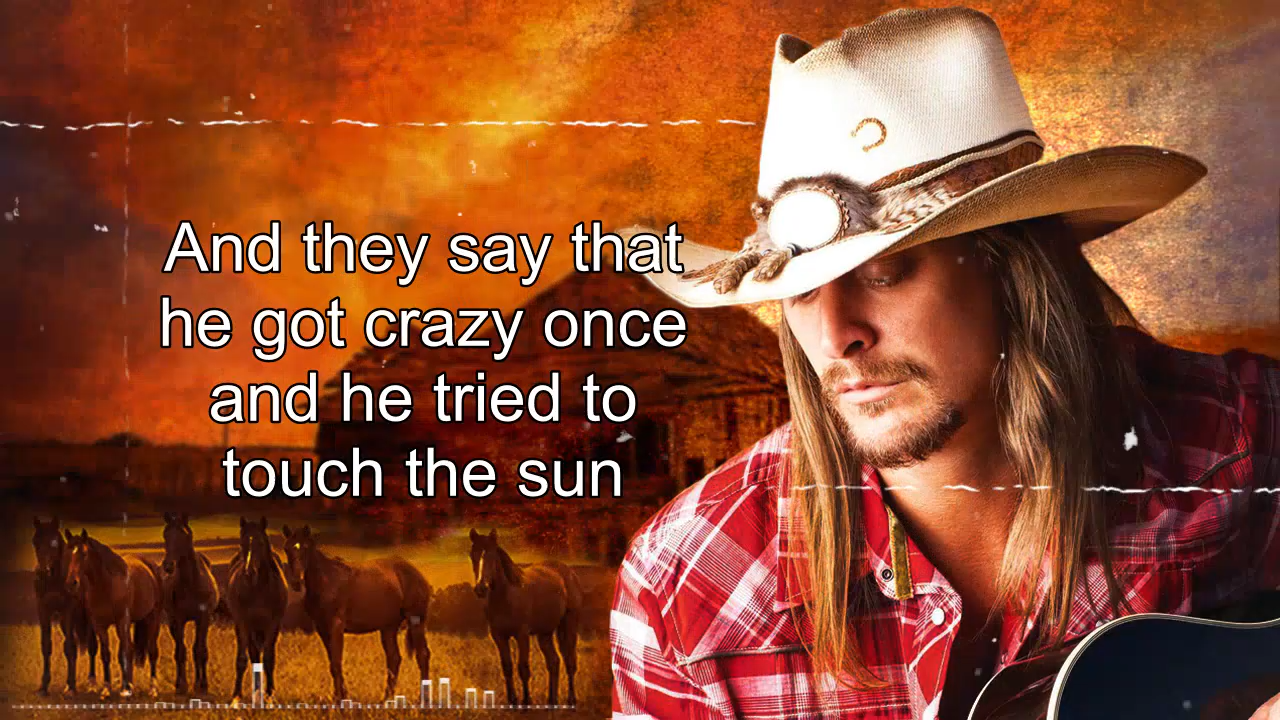 And they say that
he got crazy once
and he tried to
touch the sun